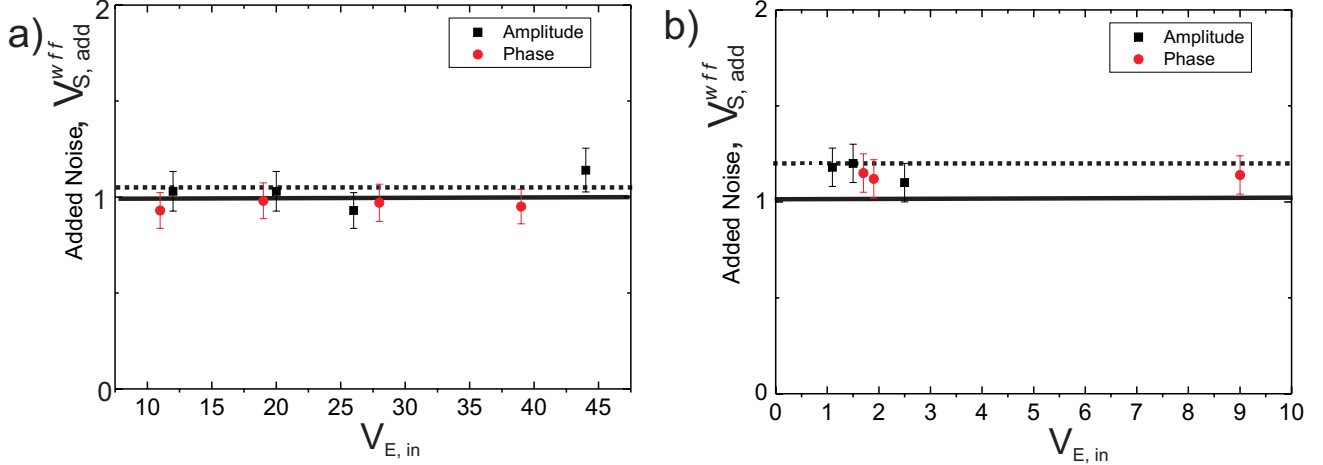 a)
Added Noise, V_{S, add}^{wff}
2
1
0
Amplitude
Phase
10 15 20 25 30 35 40 45
V_{E, in}
b)
Added Noise, V_{S, add}^{wff}
2
1
0
Amplitude
Phase
0 1 2 3 4 5 6 7 8 9 10
V_{E, in}